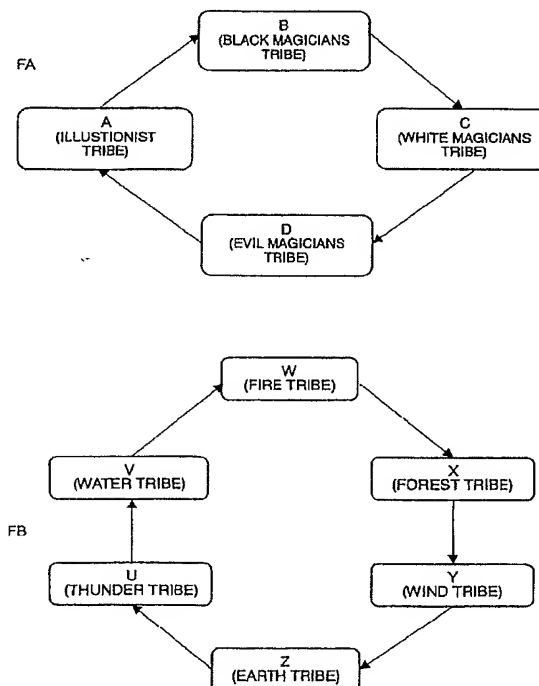 B
(BLACK MAGICIANS
TRIBE)
FA
A
(ILLUSTIONIST
TRIBE)
C
(WHITE MAGICIANS
TRIBE)
D
(EVIL MAGICIANS
TRIBE)
W
(FIRE TRIBE)
V
(WATER TRIBE)
X
(FOREST TRIBE)
FB
U
(THUNDER TRIBE)
Y
(WIND TRIBE)
Z
(EARTH TRIBE)